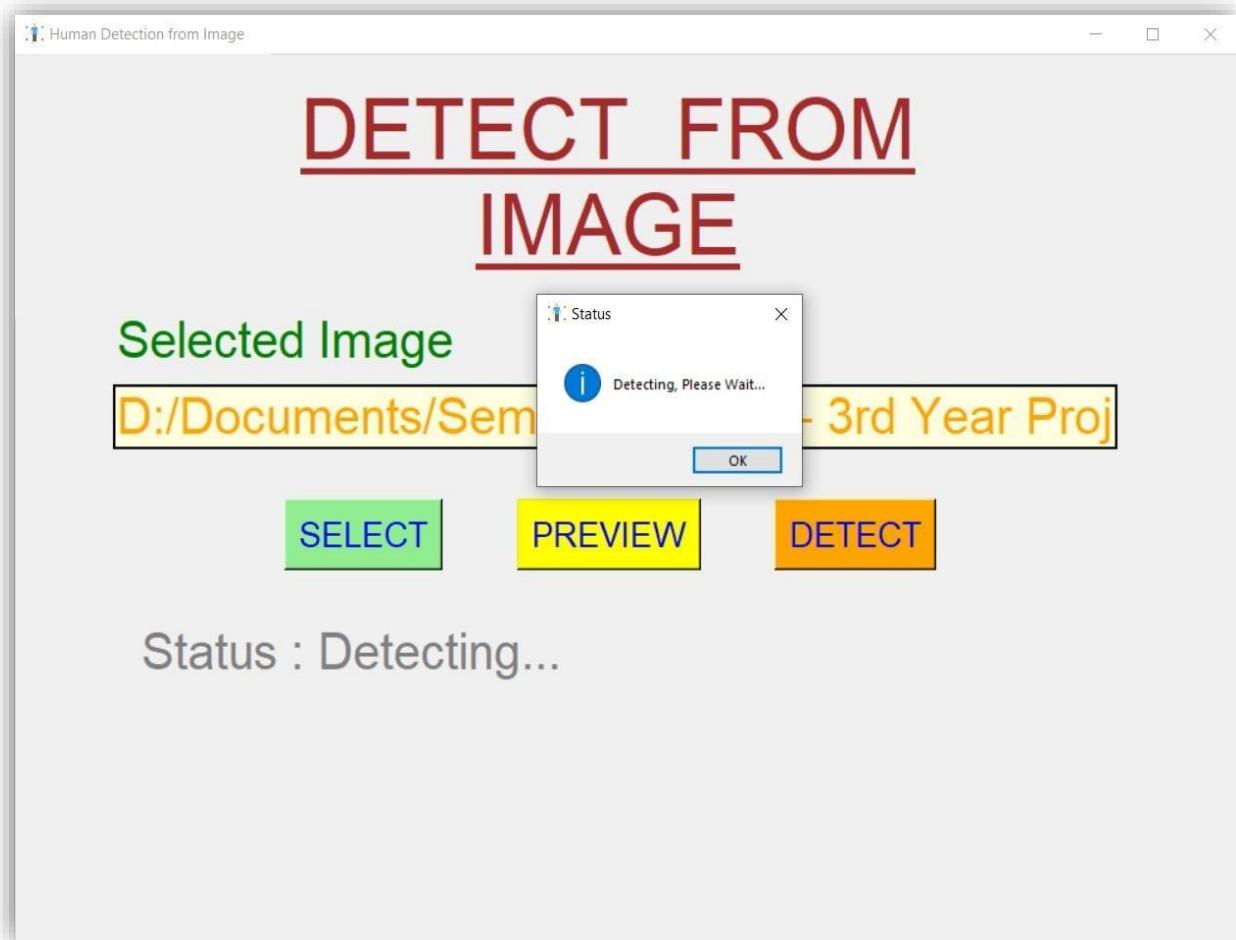 Human Detection from Image
DETECT FROM
IMAGE
Status
Selected Image
Detecting, Please Wait...
D:/Documents/Sem - 3rd Year Proj
OK
SELECT PREVIEW DETECT
Status : Detecting...